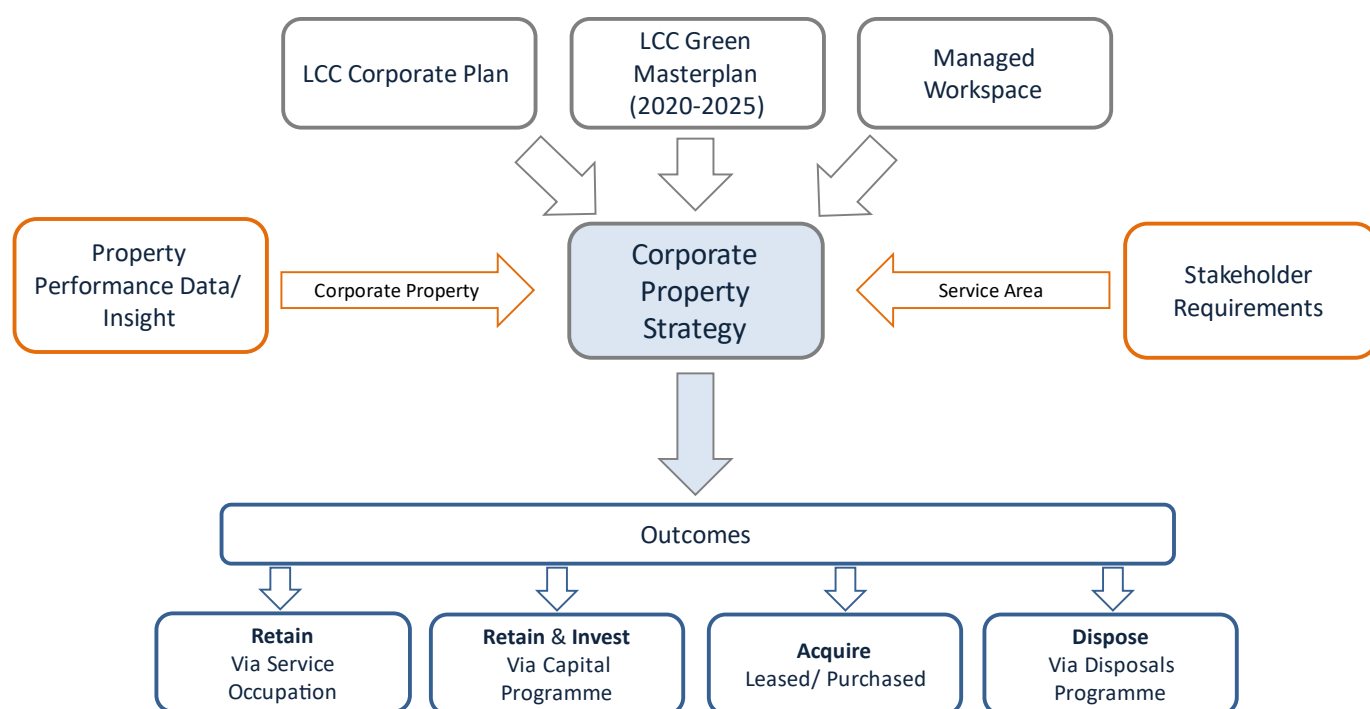 LCC Corporate Plan
LCC Green
Masterplan
(2020-2025)
Managed
Workspace
Property
Performance Data/
Insight
Corporate Property
Corporate
Property
Strategy
Service Area
Stakeholder
Requirements
Outcomes
Retain
Via Service
Occupation
Retain & Invest
Via Capital
Programme
Acquire
Leased/ Purchased
Dispose
Via Disposals
Programme